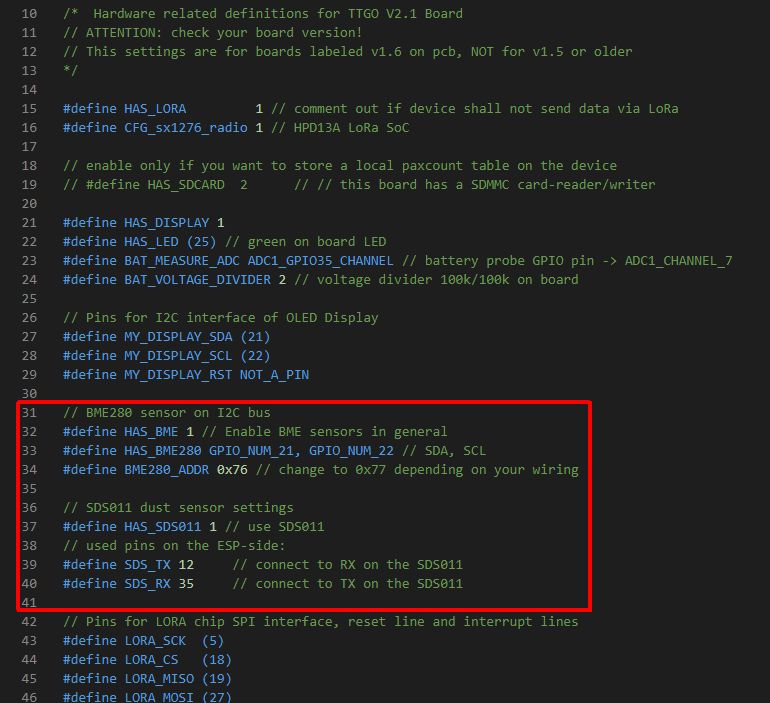 10 /*  Hardware related definitions for TTGO V2.1 Board
11 // ATTENTION: check your board version!
12 // This settings are for boards labeled v1.6 on pcb, NOT for v1.5 or older
13 */
14
15 #define HAS_LORA         1 // comment out if device shall not send data via LoRa
16 #define CFG_sx1276_radio 1 // HPD13A LoRa SoC
17
18 // enable only if you want to store a local paxcount table on the device
19 // #define HAS_SDCARD  2      // // this board has a SDMMC card-reader/writer
20
21 #define HAS_DISPLAY 1
22 #define HAS_LED (25) // green on board LED
23 #define BAT_MEASURE_ADC ADC1_GPIO35_CHANNEL // battery probe GPIO pin -> ADC1_CHANNEL_7
24 #define BAT_VOLTAGE_DIVIDER 2 // voltage divider 100k/100k on board
25
26 // Pins for I2C interface of OLED Display
27 #define MY_DISPLAY_SDA (21)
28 #define MY_DISPLAY_SCL (22)
29 #define MY_DISPLAY_RST NOT_A_PIN
30
31 // BME280 sensor on I2C bus
32 #define HAS_BME 1 // Enable BME sensors in general
33 #define HAS_BME280 GPIO_NUM_21, GPIO_NUM_22 // SDA, SCL
34 #define BME280_ADDR 0x76 // change to 0x77 depending on your wiring
35
36 // SDS011 dust sensor settings
37 #define HAS_SDS011 1 // use SDS011
38 // used pins on the ESP-side:
39 #define SDS_TX 12     // connect to RX on the SDS011
40 #define SDS_RX 35     // connect to TX on the SDS011
41
42 // Pins for LORA chip SPI interface, reset line and interrupt lines
43 #define LORA_SCK  (5)
44 #define LORA_CS   (18)
45 #define LORA_MISO (19)
46 #define LORA_MOSI (27)